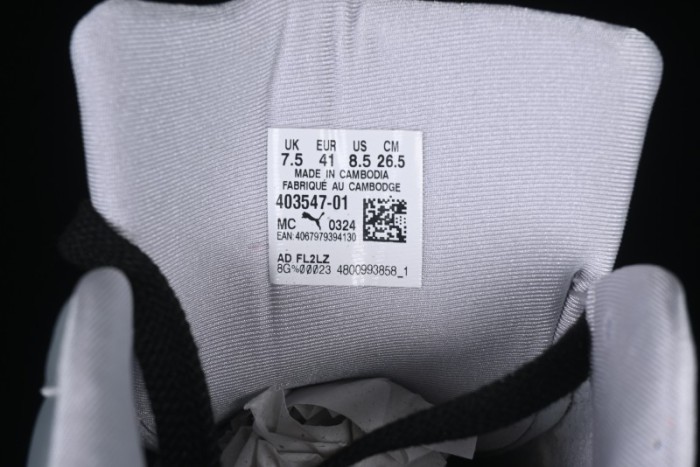 UK EUR US CM
7.5 41 8.5 26.5
MADE IN CAMBODIA
FABRIQUÉ AU CAMBODGE
403547-01
MC 0324
EAN:4067979394130
AD FL2LZ
8G%00023 4800993858_1